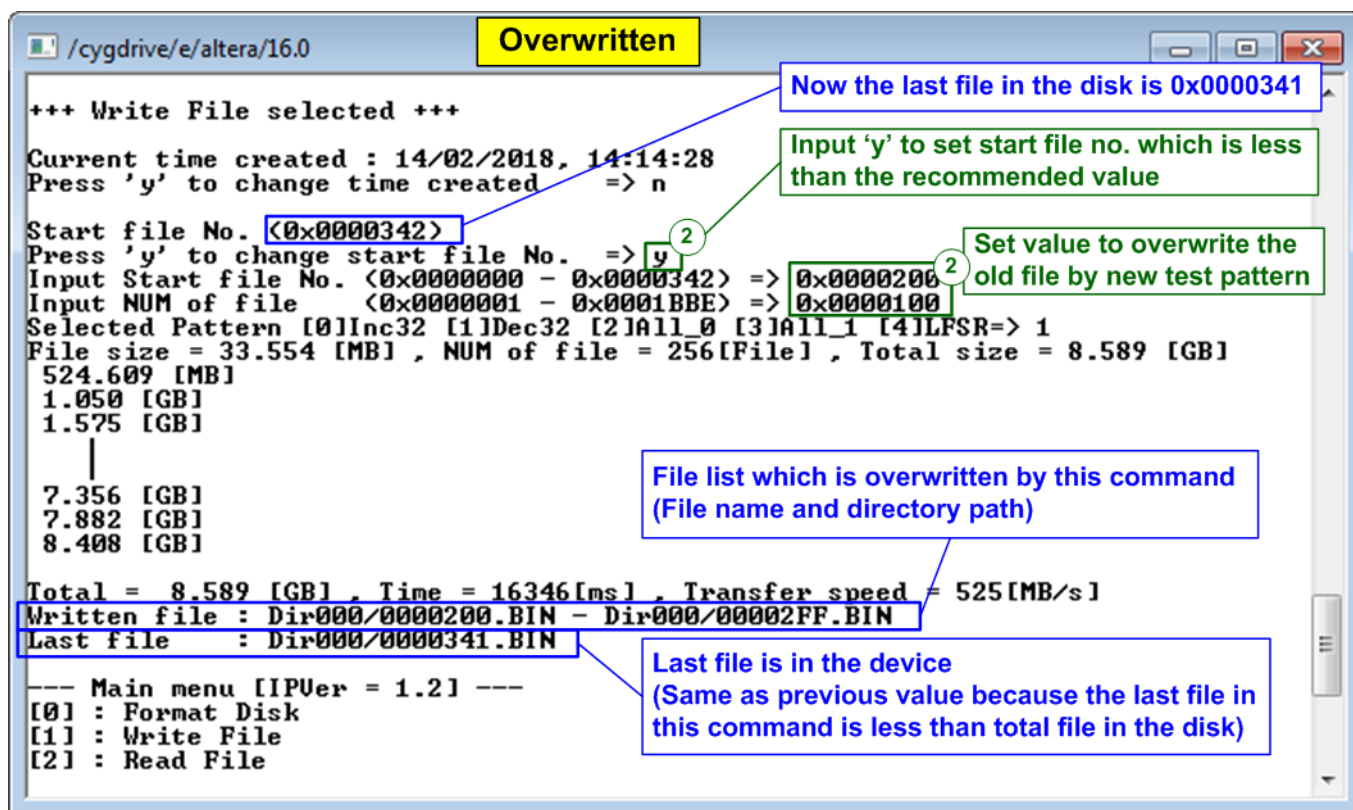 /cygdrive/e/altera/16.0
Overwritten
Now the last file in the disk is 0x0000341
+++ Write File selected +++
Input ‘y’ to set start file no. which is less
than the recommended value
Current time created : 14/02/2018, 14:14:28
Press 'y' to change time created    => n
Start file No. (0x0000342)
2
Press 'y' to change start file No.  => y
Set value to overwrite the
old file by new test pattern
2
Input Start file No. (0x0000000 - 0x0000342) => 0x0000200
Input NUM of file    (0x0000001 - 0x0001BBE) => 0x0000100
Selected Pattern [0]Inc32 [1]Dec32 [2]All_0 [3]All_1 [4]LFSR=> 1
File size = 33.554 [MB] , NUM of file = 256[File] , Total size = 8.589 [GB]
524.609 [MB]
1.050 [GB]
1.575 [GB]
7.356 [GB]
7.882 [GB]
8.408 [GB]
File list which is overwritten by this command
(File name and directory path)
Total =  8.589 [GB] , Time = 16346[ms] , Transfer speed = 525[MB/s]
Written file : Dir000/0000200.BIN - Dir000/00002FF.BIN
Last file    : Dir000/0000341.BIN
Last file is in the device
(Same as previous value because the last file in
this command is less than total file in the disk)
--- Main menu [IPVer = 1.2] ---
[0] : Format Disk
[1] : Write File
[2] : Read File